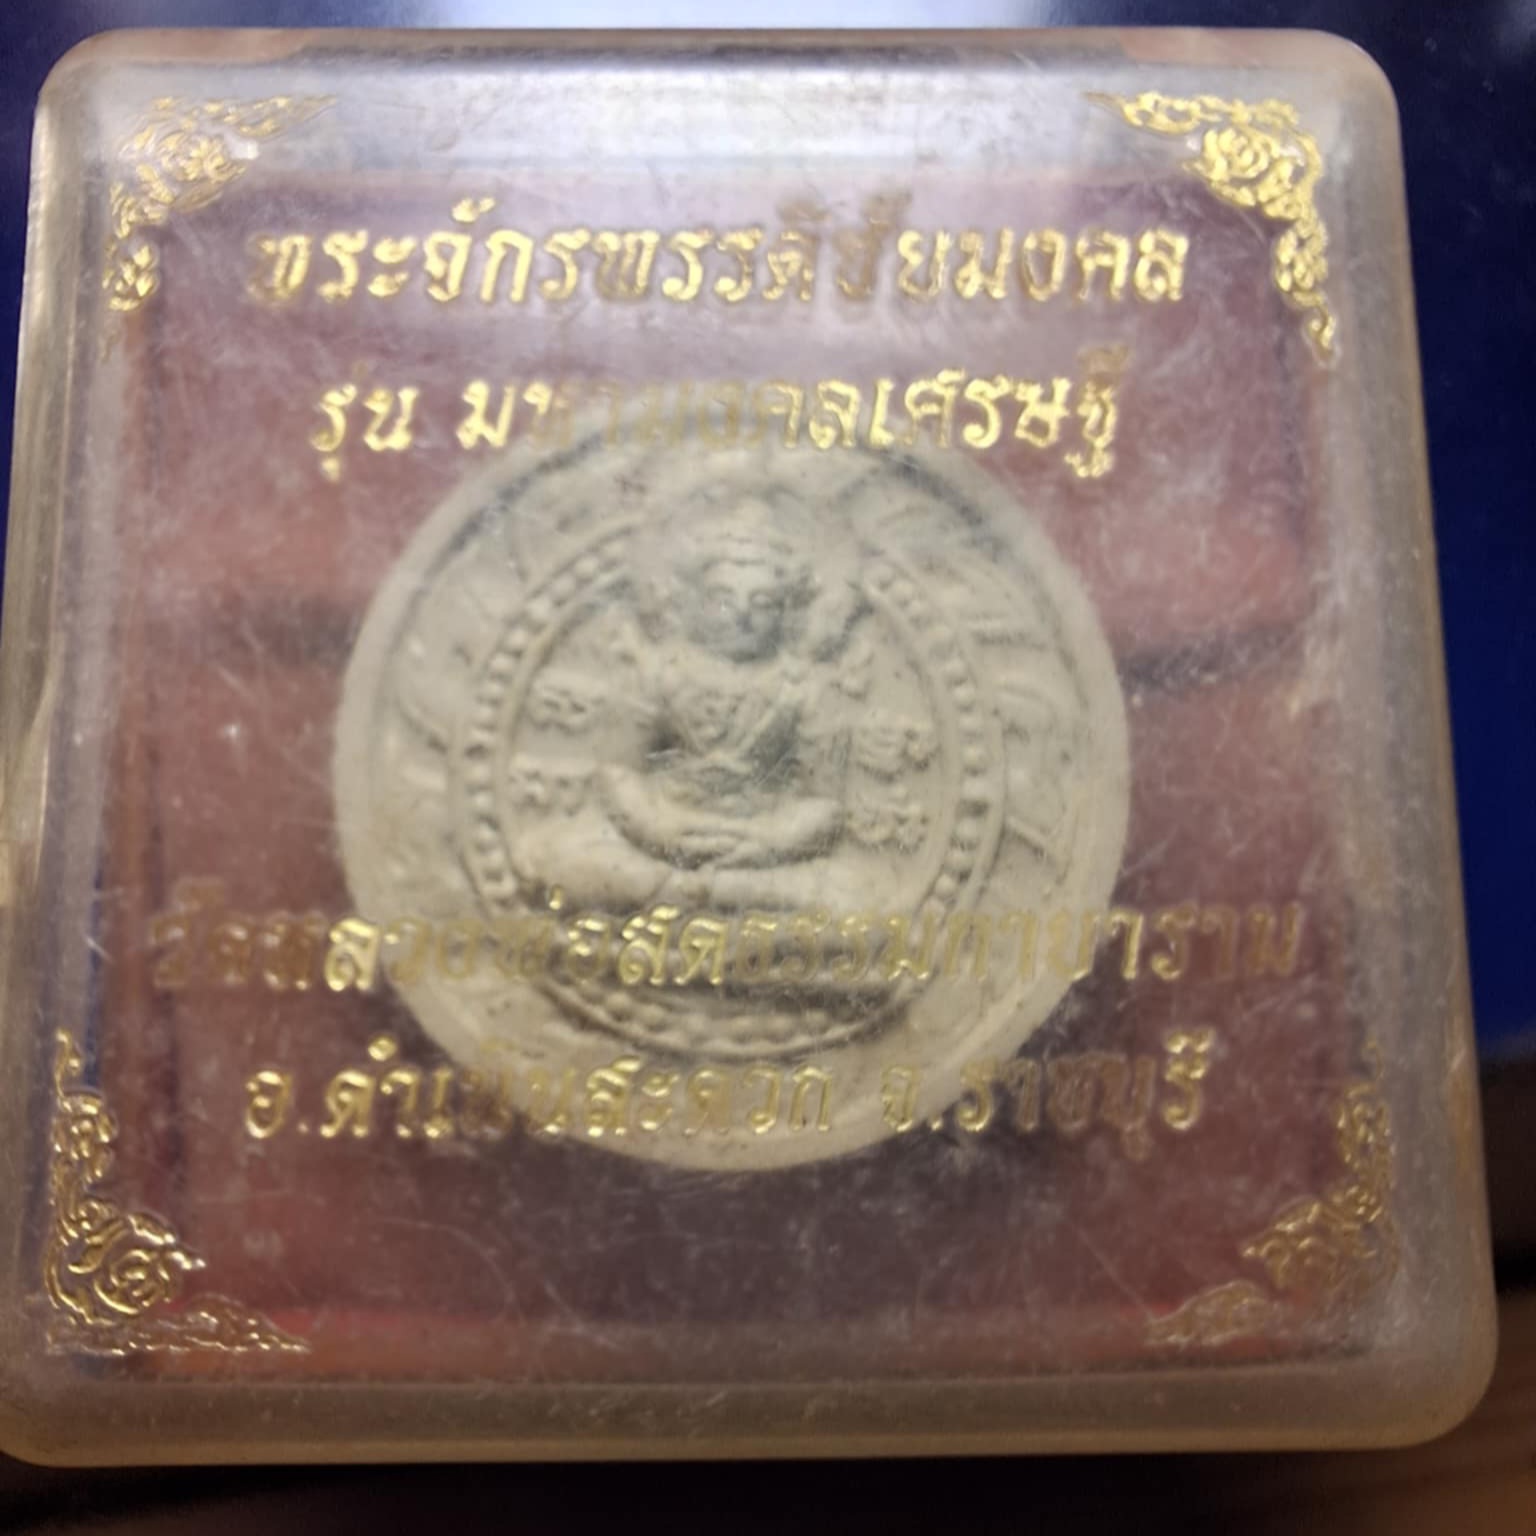 พระจักรพรรดิ์ชัยมงคล
รุ่น มหามงคลเศรษฐี
วัดหลวงพ่อสดธรรมกายาราม
อ.ดำเนินสะดวก จ.ราชบุรี